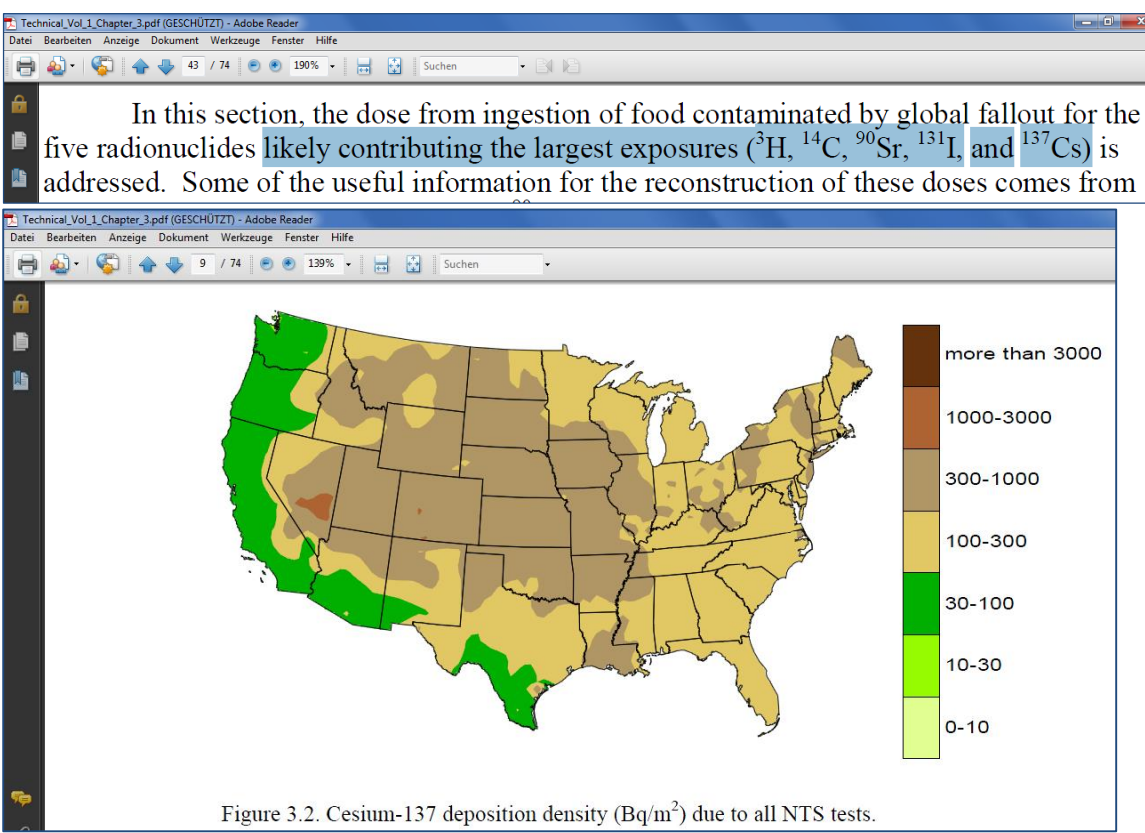 Technical_Vol_1_Chapter_3.pdf (GESCHÜTZT) - Adobe Reader
Datei Bearbeiten Anzeige Dokument Werkzeuge Fenster Hilfe
43 / 74 190% Suchen
In this section, the dose from ingestion of food contaminated by global fallout for the
five radionuclides likely contributing the largest exposures (³H, ¹⁴C, ⁹⁰Sr, ¹³¹I, and ¹³⁷Cs) is
addressed. Some of the useful information for the reconstruction of these doses comes from
Technical_Vol_1_Chapter_3.pdf (GESCHÜTZT) - Adobe Reader
Datei Bearbeiten Anzeige Dokument Werkzeuge Fenster Hilfe
9 / 74 139% Suchen
more than 3000
1000-3000
300-1000
100-300
30-100
10-30
0-10
Figure 3.2. Cesium-137 deposition density (Bq/m²) due to all NTS tests.